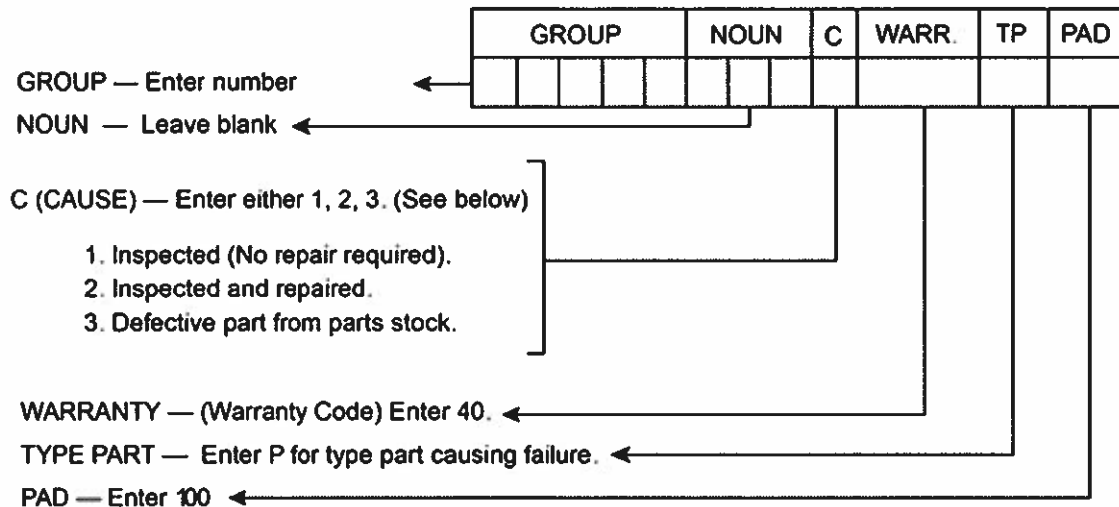 GROUP NOUN C WARR. TP PAD
GROUP — Enter number
NOUN — Leave blank
C (CAUSE) — Enter either 1, 2, 3. (See below)
1. Inspected (No repair required).
2. Inspected and repaired.
3. Defective part from parts stock.
WARRANTY — (Warranty Code) Enter 40.
TYPE PART — Enter P for type part causing failure.
PAD — Enter 100